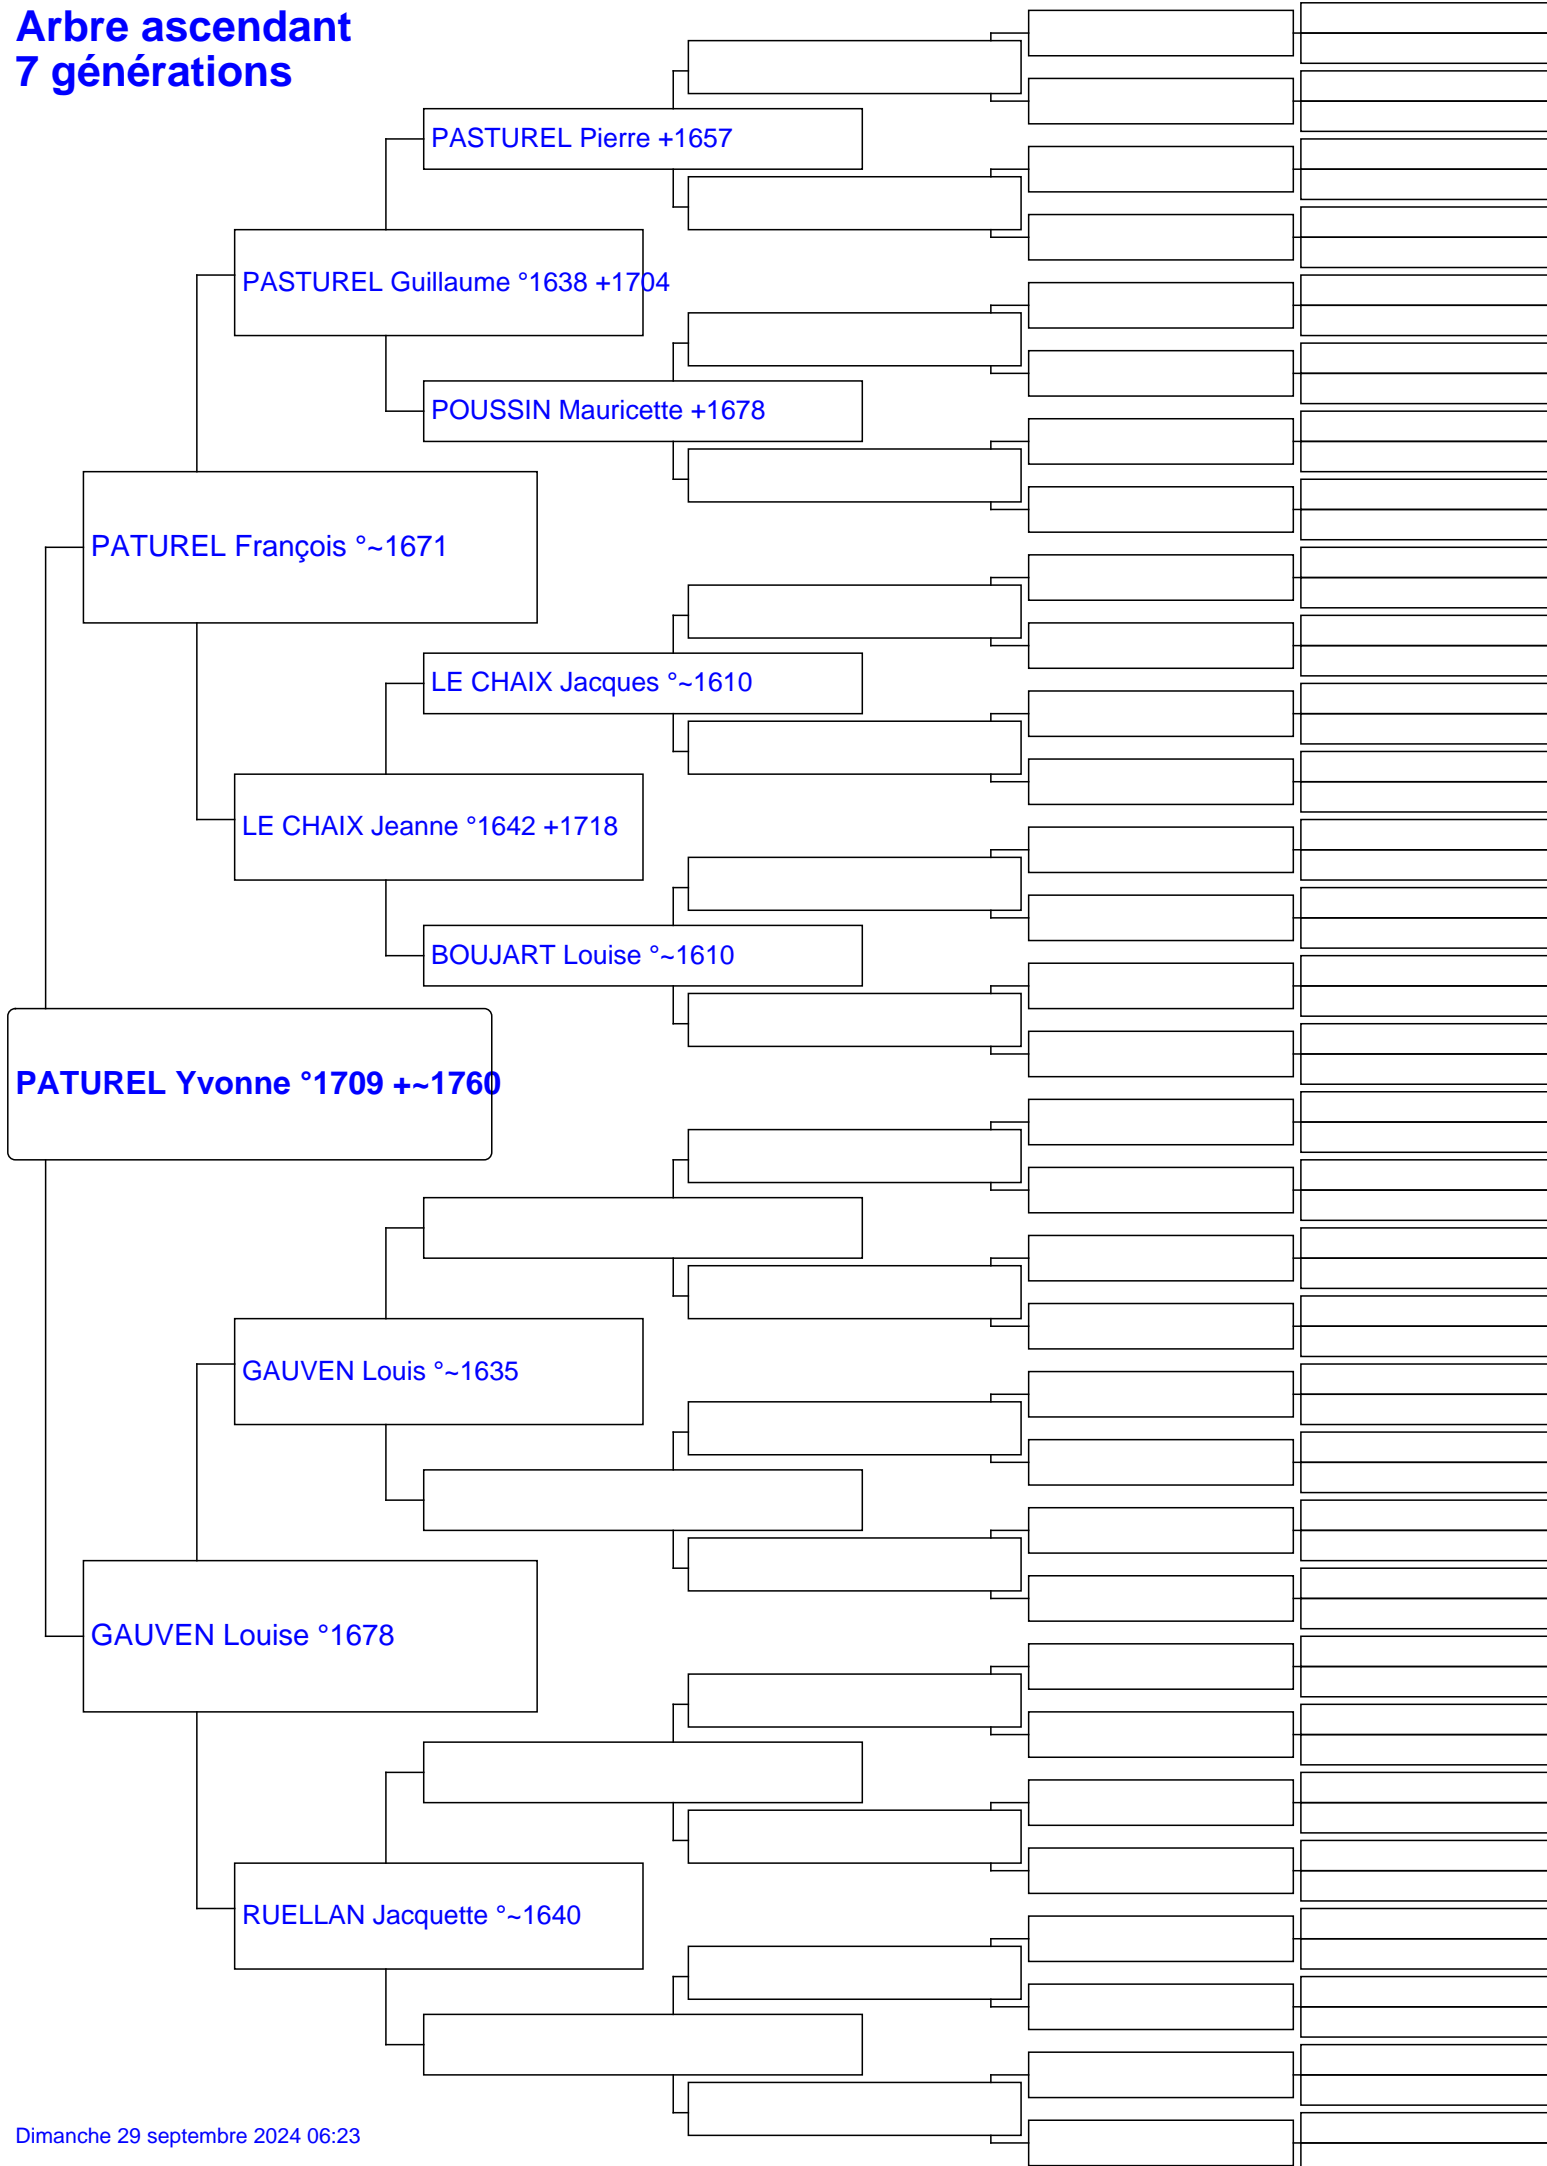 Arbre ascendant
7 générations
PASTUREL Pierre +1657
PASTUREL Guillaume °1638 +1704
POUSSIN Mauricette +1678
PATUREL François °~1671
LE CHAIX Jacques °~1610
LE CHAIX Jeanne °1642 +1718
BOUJART Louise °~1610
PATUREL Yvonne °1709 +~1760
GAUVEN Louis °~1635
GAUVEN Louise °1678
RUELLAN Jacquette °~1640
Dimanche 29 septembre 2024 06:23